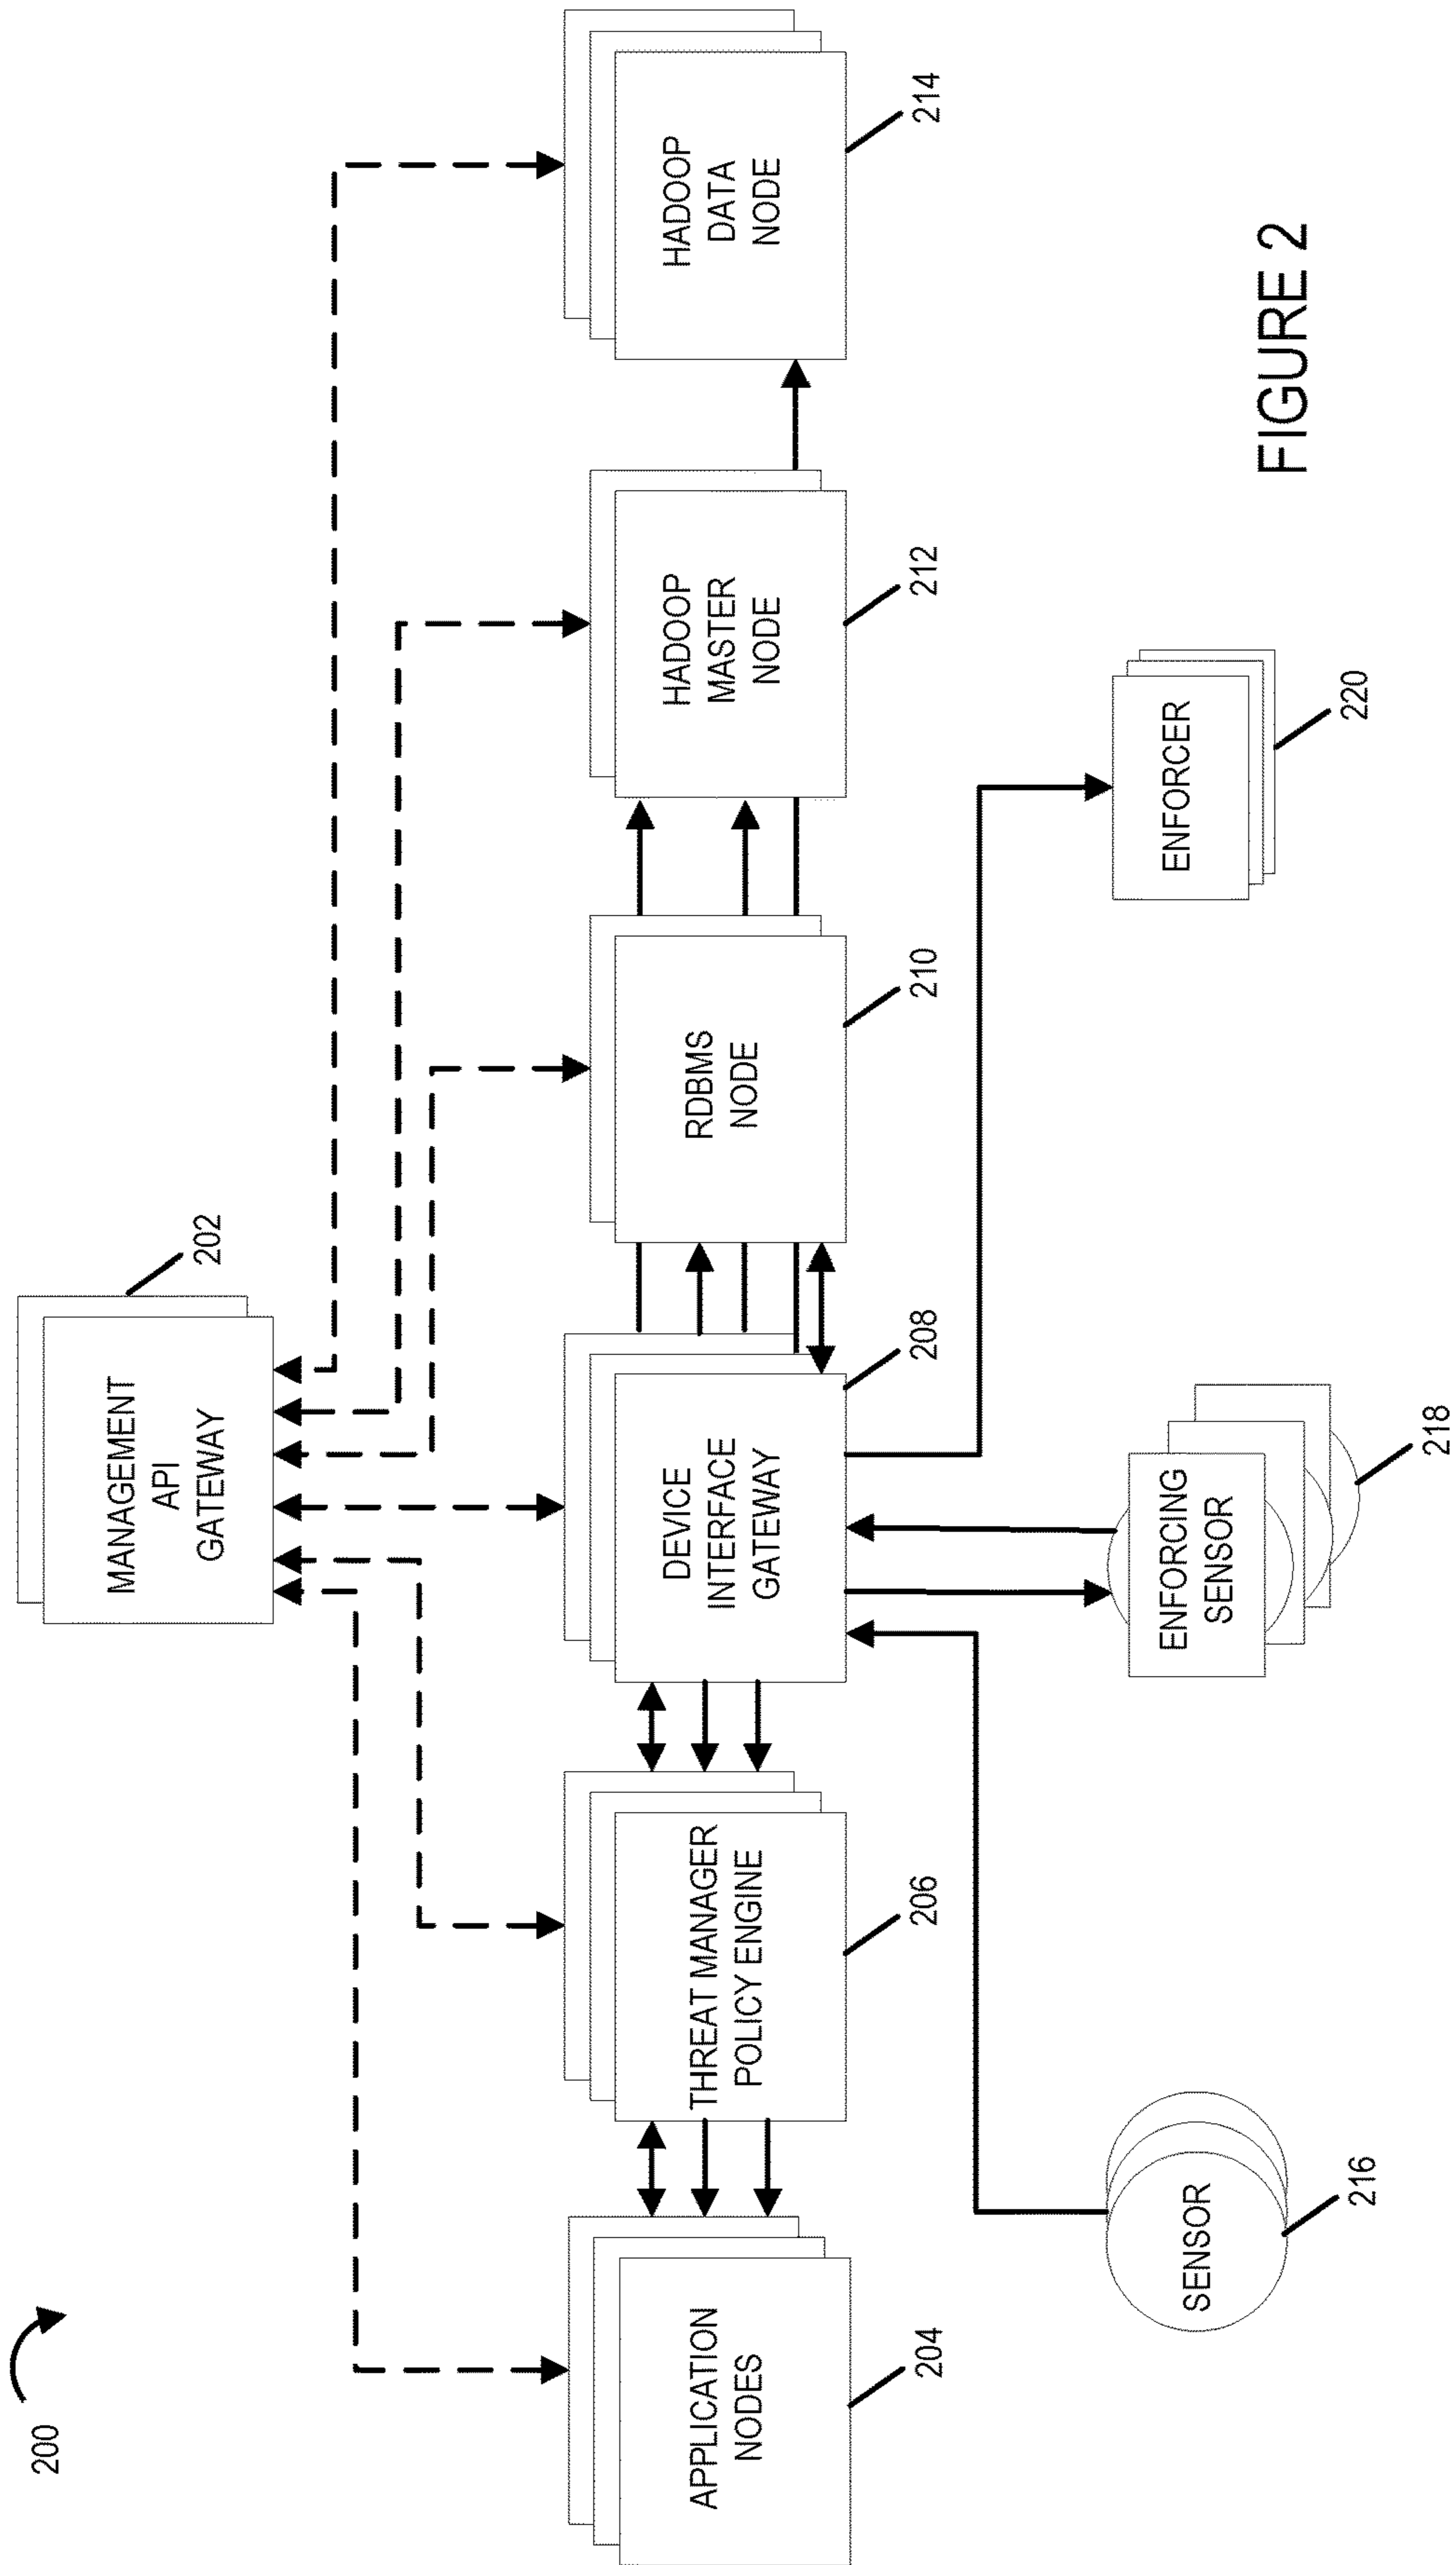 200
MANAGEMENT
API
GATEWAY
202
APPLICATION
NODES
204
THREAT MANAGER
POLICY ENGINE
206
DEVICE
INTERFACE
GATEWAY
208
RDBMS
NODE
210
HADOOP
MASTER
NODE
212
HADOOP
DATA
NODE
214
SENSOR
216
ENFORCING
SENSOR
218
ENFORCER
220
FIGURE 2